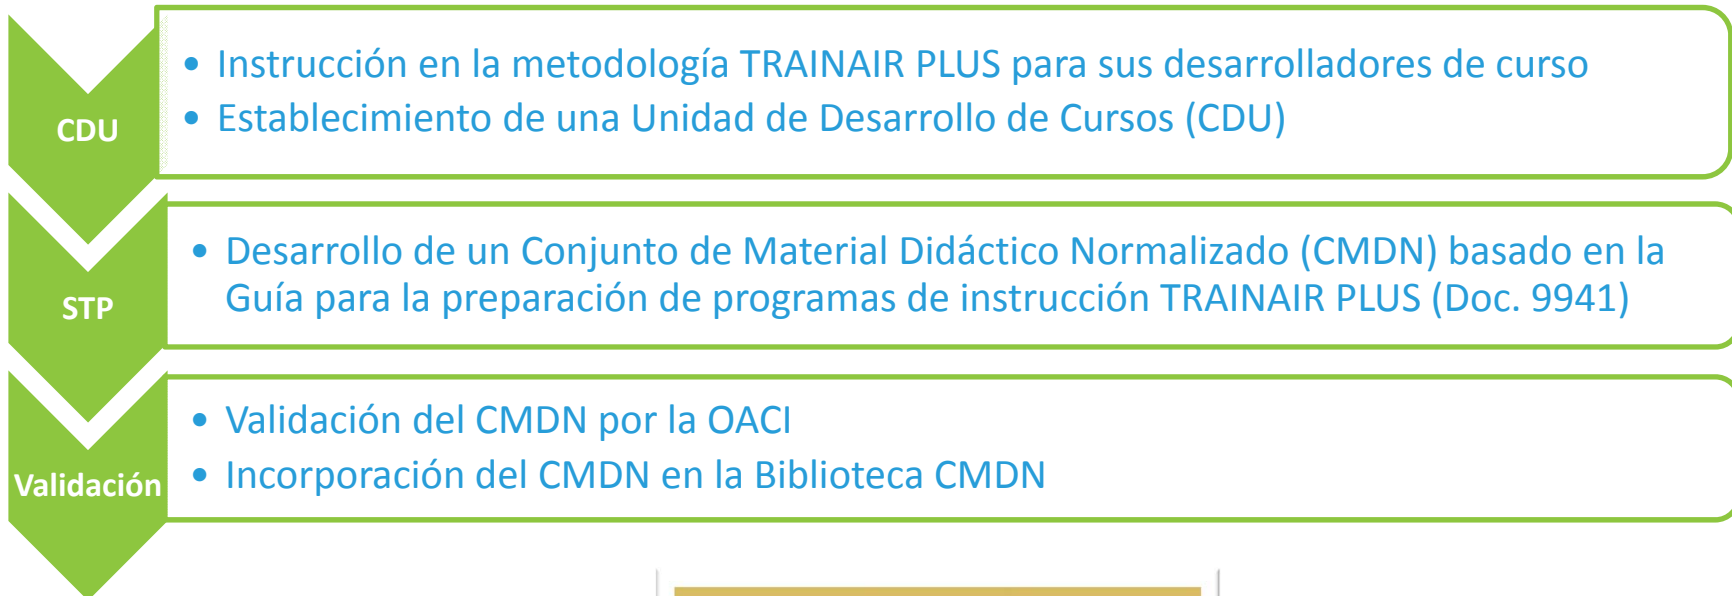 CDU
• Instrucción en la metodología TRAINAIR PLUS para sus desarrolladores de curso
• Establecimiento de una Unidad de Desarrollo de Cursos (CDU)
STP
• Desarrollo de un Conjunto de Material Didáctico Normalizado (CMDN) basado en la
Guía para la preparación de programas de instrucción TRAINAIR PLUS (Doc. 9941)
Validación
• Validación del CMDN por la OACI
• Incorporación del CMDN en la Biblioteca CMDN